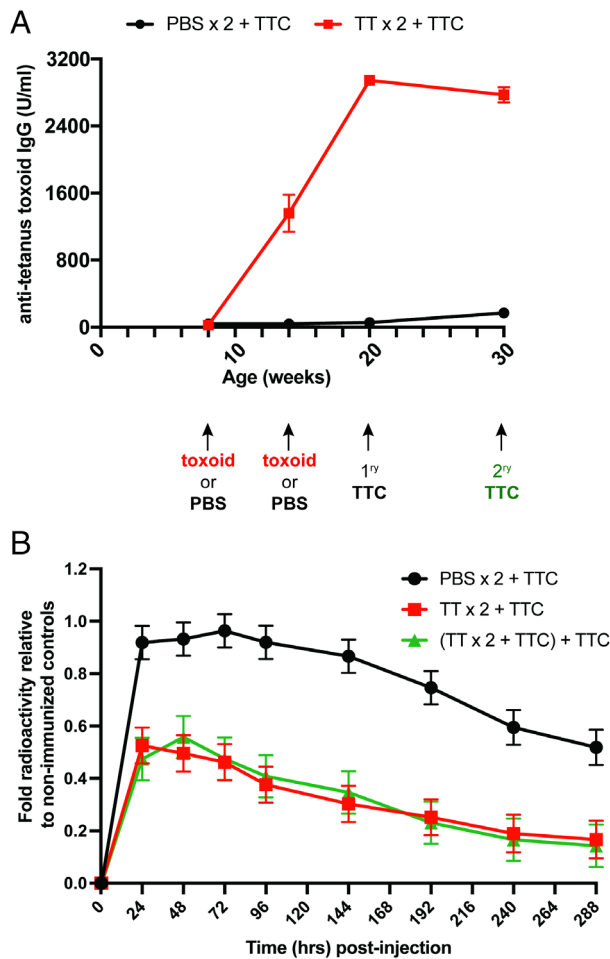 A
PBS x 2 + TTC
TT x 2 + TTC
anti-tetanus toxoid IgG (U/ml)
3200
2400
1600
800
0
0
10
20
30
Age (weeks)
toxoid
or
PBS
toxoid
or
PBS
1ry
TTC
2ry
TTC
B
PBS x 2 + TTC
TT x 2 + TTC
(TT x 2 + TTC) + TTC
Fold radioactivity relative
to non-immunized controls
1.2
1.0
0.8
0.6
0.4
0.2
0.0
0
24
48
72
96
120
144
168
192
216
240
264
288
Time (hrs) post-injection